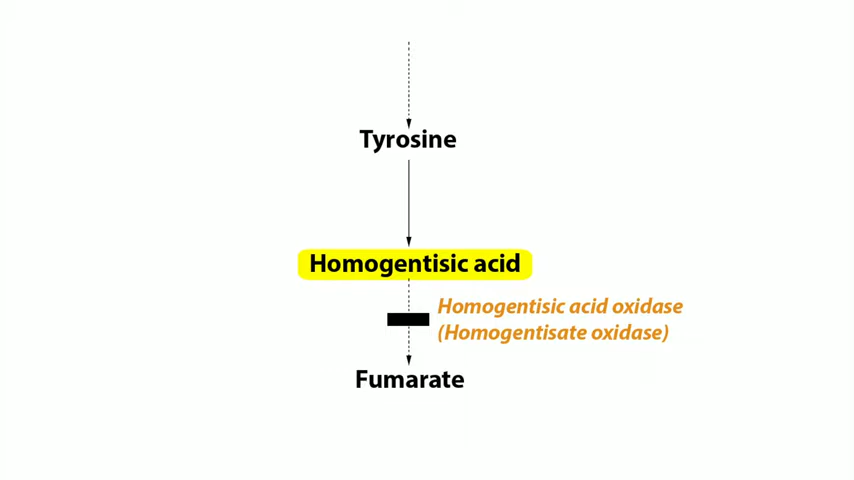 Tyrosine
Homogentisic acid
Homogentisic acid oxidase
(Homogentisate oxidase)
Fumarate